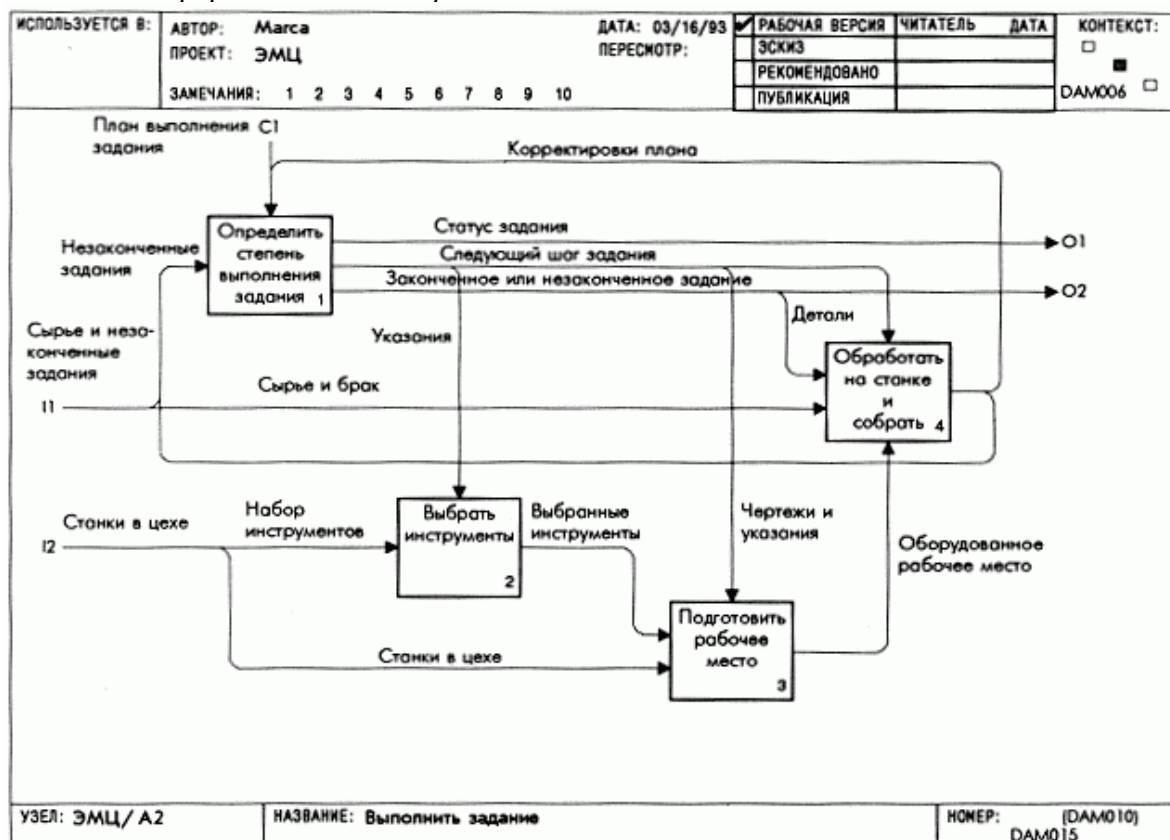 ИСПОЛЬЗУЕТСЯ В:
АВТОР: Marca
ДАТА: 03/16/93
РАБОЧАЯ ВЕРСИЯ
ЧИТАТЕЛЬ ДАТА
КОНТЕКСТ:
ПРОЕКТ: ЭМЦ
ПЕРЕСМОТР:
ЭСКИЗ
РЕКОМЕНДОВАНО
ЗАМЕЧАНИЯ: 1 2 3 4 5 6 7 8 9 10
ПУБЛИКАЦИЯ
DAM006
План выполнения
задания
C1
Корректировки плана
Определить
степень
выполнения
задания 1
Незаконченные
задания
Статус задания
O1
Следующий шаг задания
Законченное или незаконченное задание
O2
Детали
Указания
Сырье и неза-
конченные
задания
Обработать
на станке
и
собрать 4
Сырье и брак
I1
Станки в цехе
Набор
инструментов
Выбрать
инструменты
2
Выбранные
инструменты
Чертежи и
указания
Оборудованное
рабочее место
I2
Подготовить
рабочее
место
3
Станки в цехе
УЗЕЛ: ЭМЦ/ А2
НАЗВАНИЕ: Выполнить задание
НОМЕР: (DAM010)
DAM015